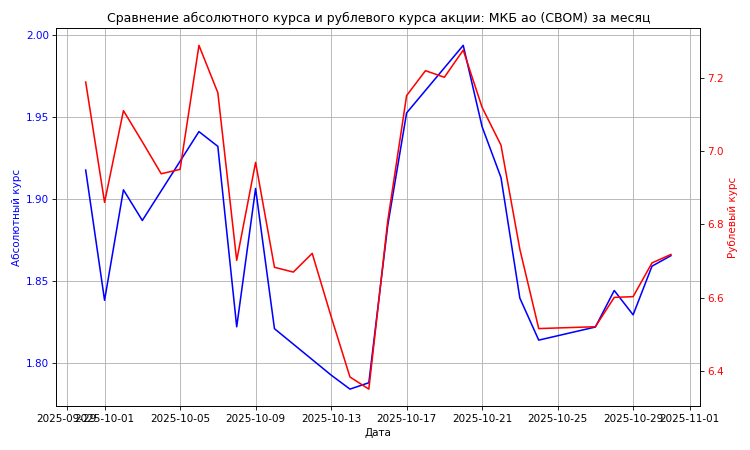 Сравнение абсолютного курса и рублевого курса акции: МКБ ао (CBOM) за месяц
2.00
1.95
1.90
1.85
1.80
Абсолютный курс
7.2
7.0
6.8
6.6
6.4
Рублевый курс
2025-09-29 2025-10-01 2025-10-05 2025-10-09 2025-10-13 2025-10-17 2025-10-21 2025-10-25 2025-10-29 2025-11-01
Дата